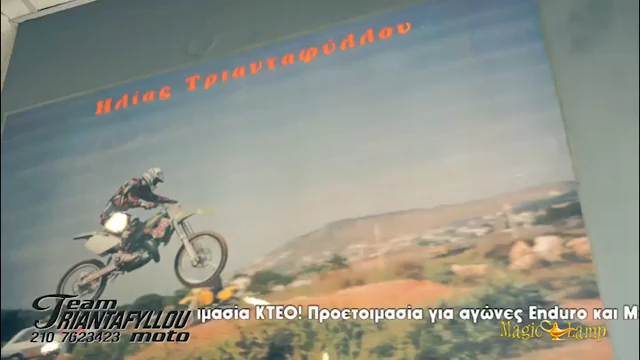 Ηλίας Τριανταφύλλου
Team
TRIANTAFYLLOU
210 7623423 moto
ιμασία ΚΤΕΟ! Προετοιμασία για αγώνες Enduro και M
Magic Lamp